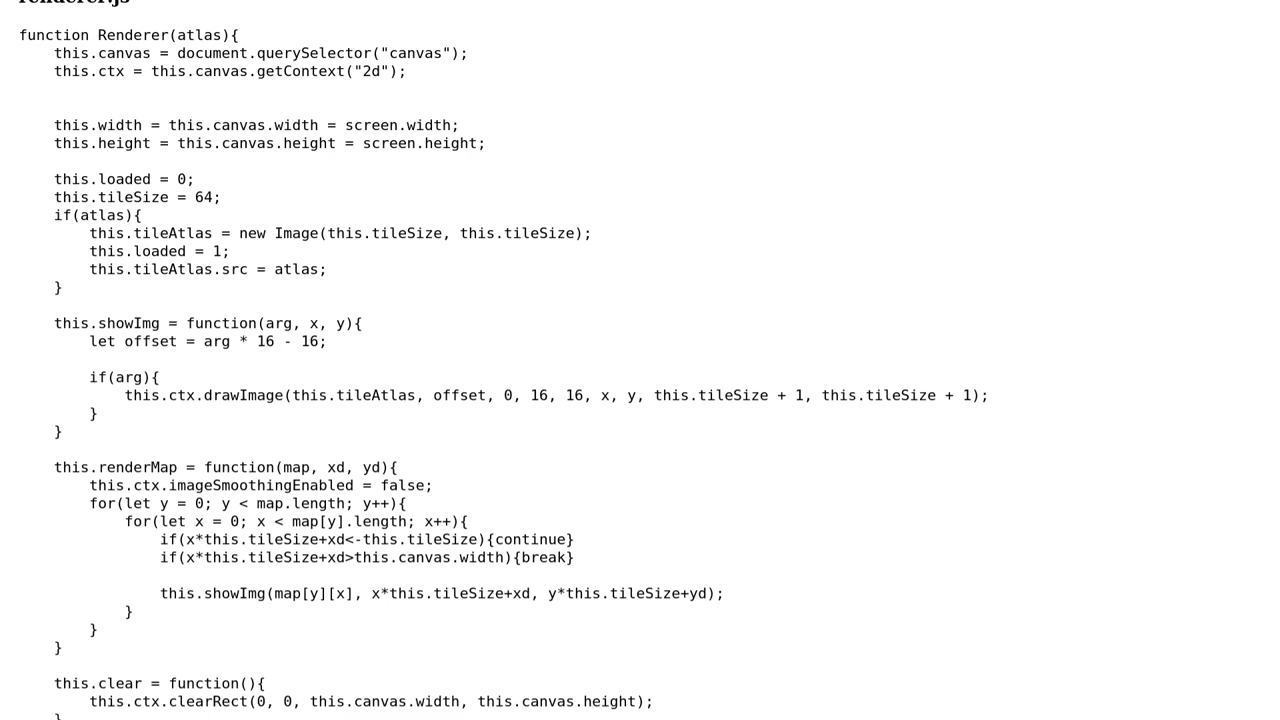 renderer.js
function Renderer(atlas){
    this.canvas = document.querySelector("canvas");
    this.ctx = this.canvas.getContext("2d");
    this.width = this.canvas.width = screen.width;
    this.height = this.canvas.height = screen.height;
    this.loaded = 0;
    this.tileSize = 64;
    if(atlas){
        this.tileAtlas = new Image(this.tileSize, this.tileSize);
        this.loaded = 1;
        this.tileAtlas.src = atlas;
    }
    this.showImg = function(arg, x, y){
        let offset = arg * 16 - 16;
        if(arg){
            this.ctx.drawImage(this.tileAtlas, offset, 0, 16, 16, x, y, this.tileSize + 1, this.tileSize + 1);
        }
    }
    this.renderMap = function(map, xd, yd){
        this.ctx.imageSmoothingEnabled = false;
        for(let y = 0; y < map.length; y++){
            for(let x = 0; x < map[y].length; x++){
                if(x*this.tileSize+xd<-this.tileSize){continue}
                if(x*this.tileSize+xd>this.canvas.width){break}
                this.showImg(map[y][x], x*this.tileSize+xd, y*this.tileSize+yd);
            }
        }
    }
    this.clear = function(){
        this.ctx.clearRect(0, 0, this.canvas.width, this.canvas.height);
    }